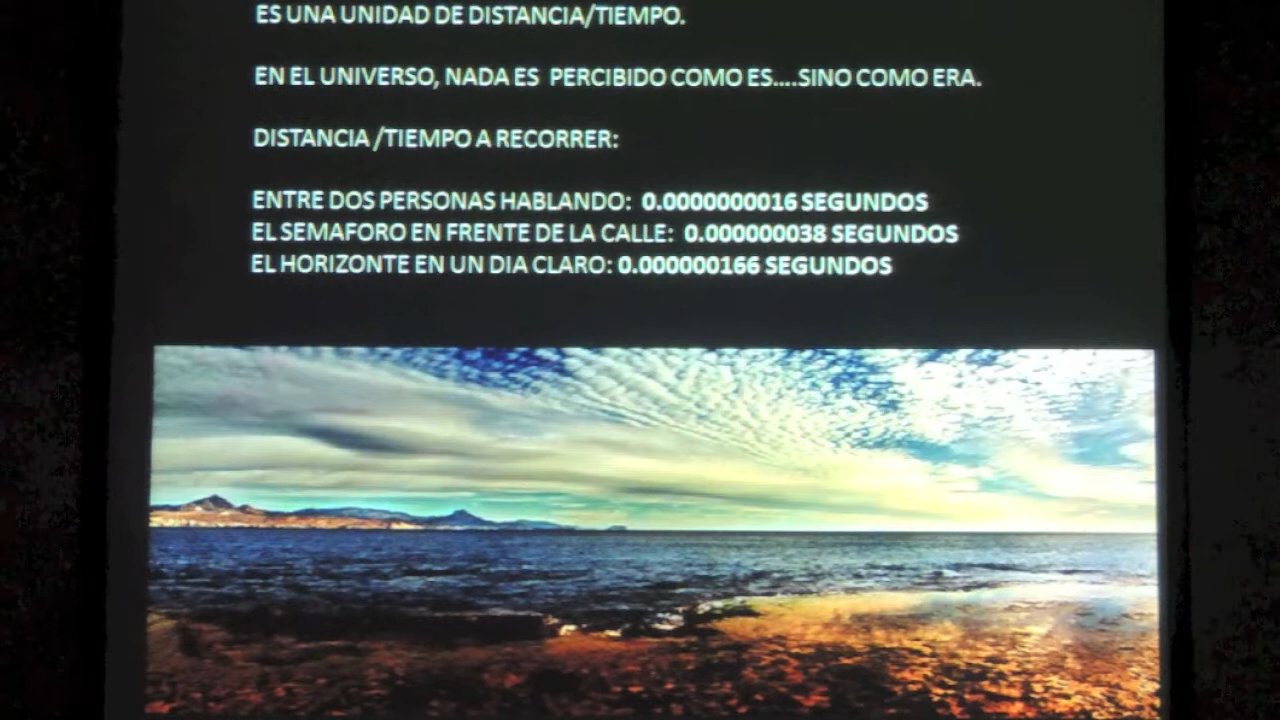 ES UNA UNIDAD DE DISTANCIA/TIEMPO.
EN EL UNIVERSO, NADA ES PERCIBIDO COMO ES....SINO COMO ERA.
DISTANCIA /TIEMPO A RECORRER:
ENTRE DOS PERSONAS HABLANDO: 0.0000000016 SEGUNDOS
EL SEMAFORO EN FRENTE DE LA CALLE: 0.000000038 SEGUNDOS
EL HORIZONTE EN UN DIA CLARO: 0.000000166 SEGUNDOS